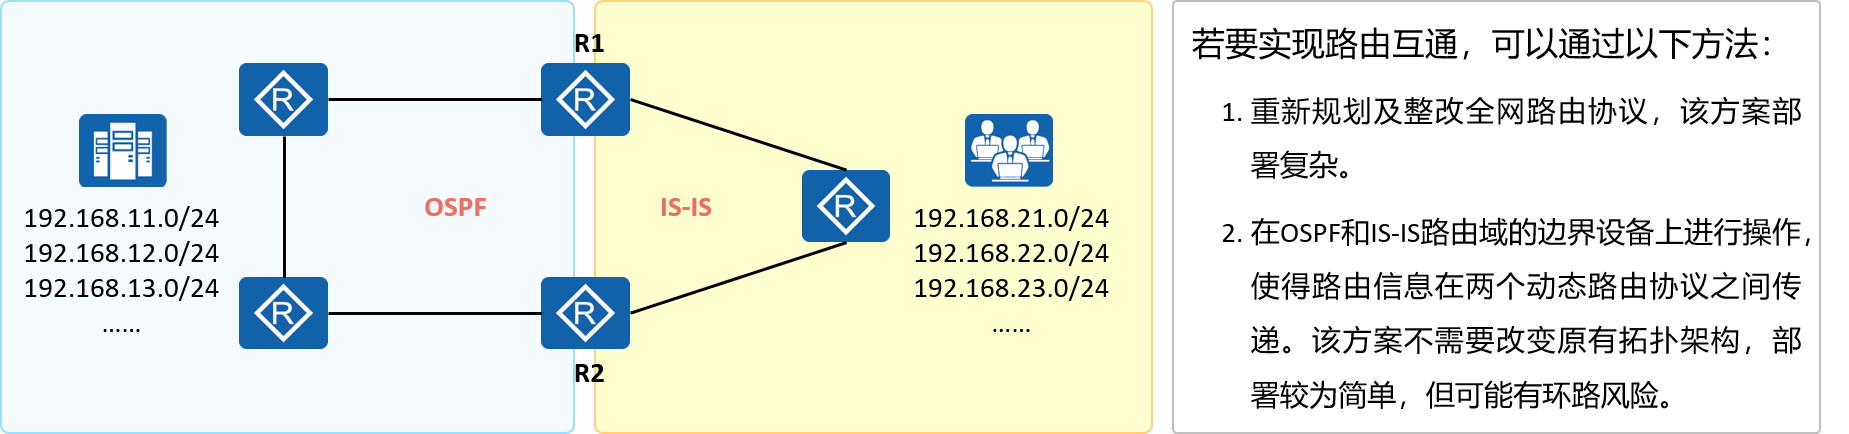 R1
R
R
192.168.11.0/24
192.168.12.0/24
192.168.13.0/24
……
OSPF
IS-IS
R
192.168.21.0/24
192.168.22.0/24
192.168.23.0/24
……
R
R
R2
若要实现路由互通，可以通过以下方法：
1. 重新规划及整改全网路由协议，该方案部
署复杂。
2. 在OSPF和IS-IS路由域的边界设备上进行操作，
使得路由信息在两个动态路由协议之间传
递。该方案不需要改变原有拓扑架构，部
署较为简单，但可能有环路风险。